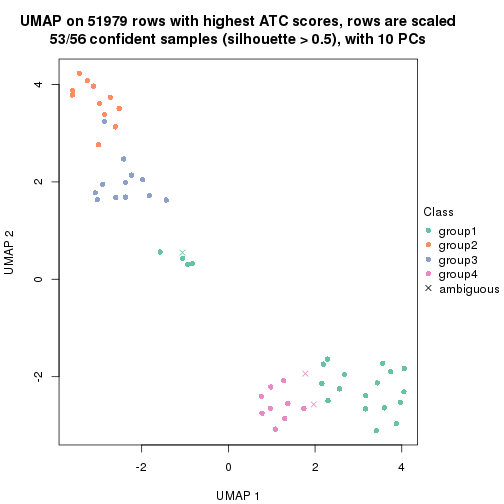 UMAP on 51979 rows with highest ATC scores, rows are scaled
53/56 confident samples (silhouette > 0.5), with 10 PCs
4
2
0
-2
UMAP 2
-2
0
2
4
UMAP 1
Class
group1
group2
group3
group4
ambiguous